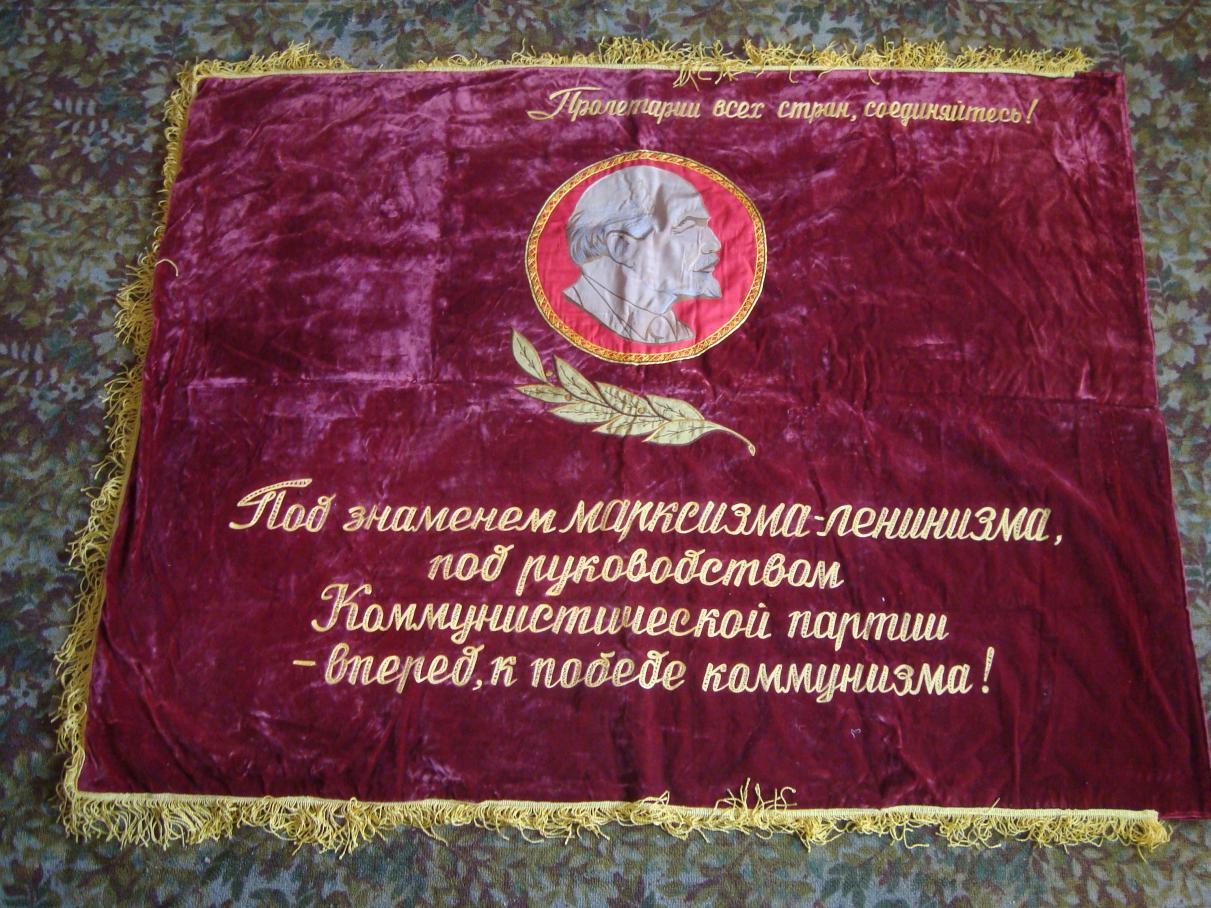 Пролетарии всех стран, соединяйтесь!
Под знаменем марксизма-ленинизма,
под руководством
Коммунистической партии
- вперед, к победе коммунизма!